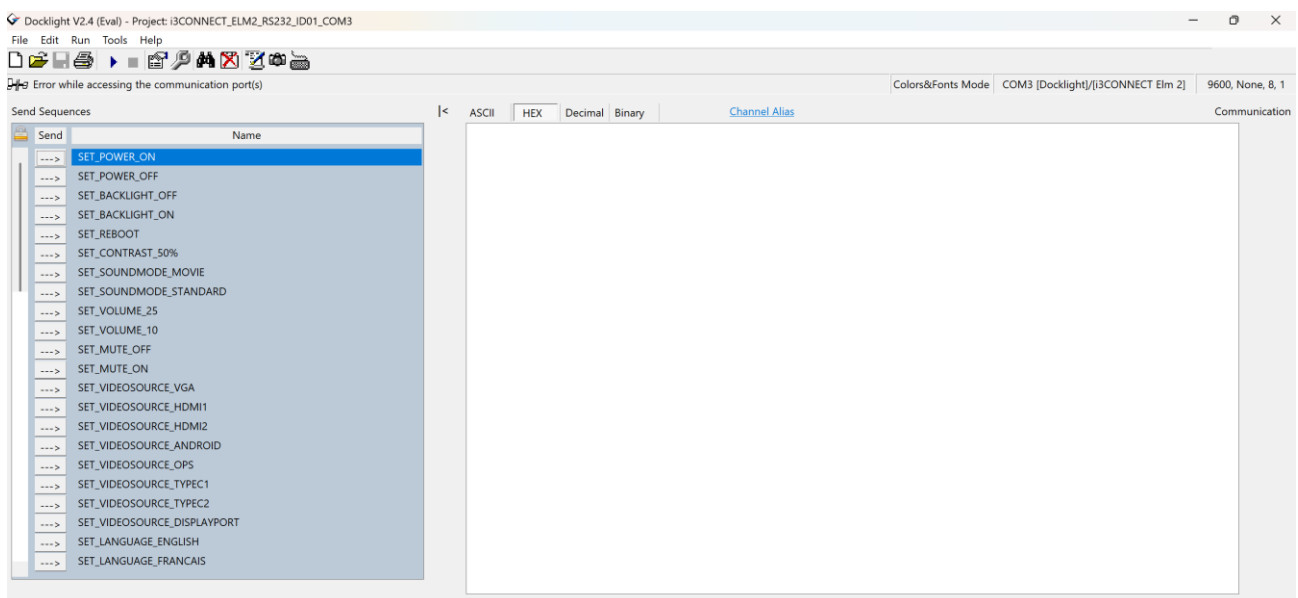 Docklight V2.4 (Eval) - Project: i3CONNECT_ELM2_RS232_ID01_COM3
File Edit Run Tools Help
Error while accessing the communication port(s) Colors&Fonts Mode COM3 [Docklight]/[i3CONNECT Elm 2] 9600, None, 8, 1
Send Sequences |< ASCII HEX Decimal Binary Channel Alias Communication
Send Name
---> SET_POWER_ON
---> SET_POWER_OFF
---> SET_BACKLIGHT_OFF
---> SET_BACKLIGHT_ON
---> SET_REBOOT
---> SET_CONTRAST_50%
---> SET_SOUNDMODE_MOVIE
---> SET_SOUNDMODE_STANDARD
---> SET_VOLUME_25
---> SET_VOLUME_10
---> SET_MUTE_OFF
---> SET_MUTE_ON
---> SET_VIDEOSOURCE_VGA
---> SET_VIDEOSOURCE_HDMI1
---> SET_VIDEOSOURCE_HDMI2
---> SET_VIDEOSOURCE_ANDROID
---> SET_VIDEOSOURCE_OPS
---> SET_VIDEOSOURCE_TYPEC1
---> SET_VIDEOSOURCE_TYPEC2
---> SET_VIDEOSOURCE_DISPLAYPORT
---> SET_LANGUAGE_ENGLISH
---> SET_LANGUAGE_FRANCAIS